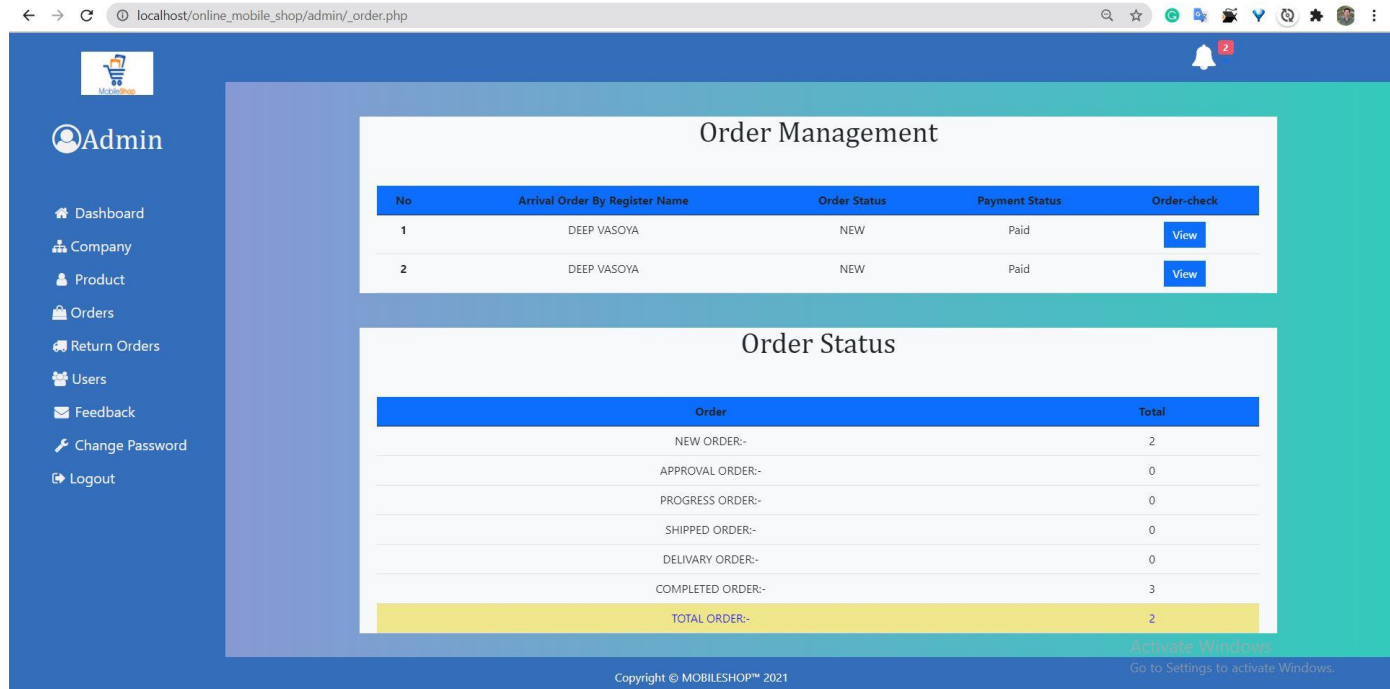 localhost/online_mobile_shop/admin/_order.php
2
MobileShop
Admin
Dashboard
Company
Product
Orders
Return Orders
Users
Feedback
Change Password
Logout
Order Management
No Arrival Order By Register Name Order Status Payment Status Order-check
1 DEEP VASOYA NEW Paid View
2 DEEP VASOYA NEW Paid View
Order Status
Order Total
NEW ORDER:- 2
APPROVAL ORDER:- 0
PROGRESS ORDER:- 0
SHIPPED ORDER:- 0
DELIVARY ORDER:- 0
COMPLETED ORDER:- 3
TOTAL ORDER:- 2
Activate Windows
Go to Settings to activate Windows.
Copyright © MOBILESHOP™ 2021